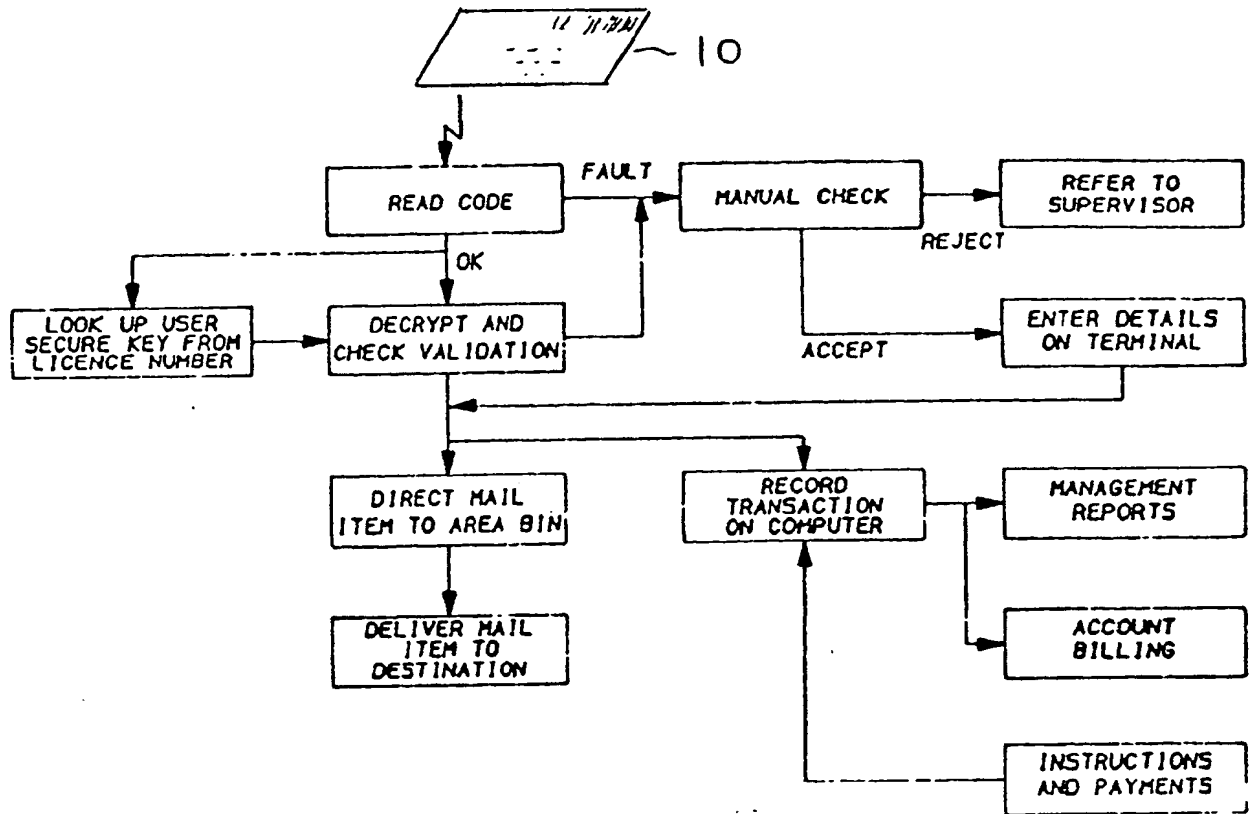 10
READ CODE
FAULT
MANUAL CHECK
REFER TO
SUPERVISOR
REJECT
OK
LOOK UP USER
SECURE KEY FROM
LICENCE NUMBER
DECRYPT AND
CHECK VALIDATION
ACCEPT
ENTER DETAILS
ON TERMINAL
DIRECT MAIL
ITEM TO AREA BIN
RECORD
TRANSACTION
ON COMPUTER
MANAGEMENT
REPORTS
DELIVER MAIL
ITEM TO
DESTINATION
ACCOUNT
BILLING
INSTRUCTIONS
AND PAYMENTS